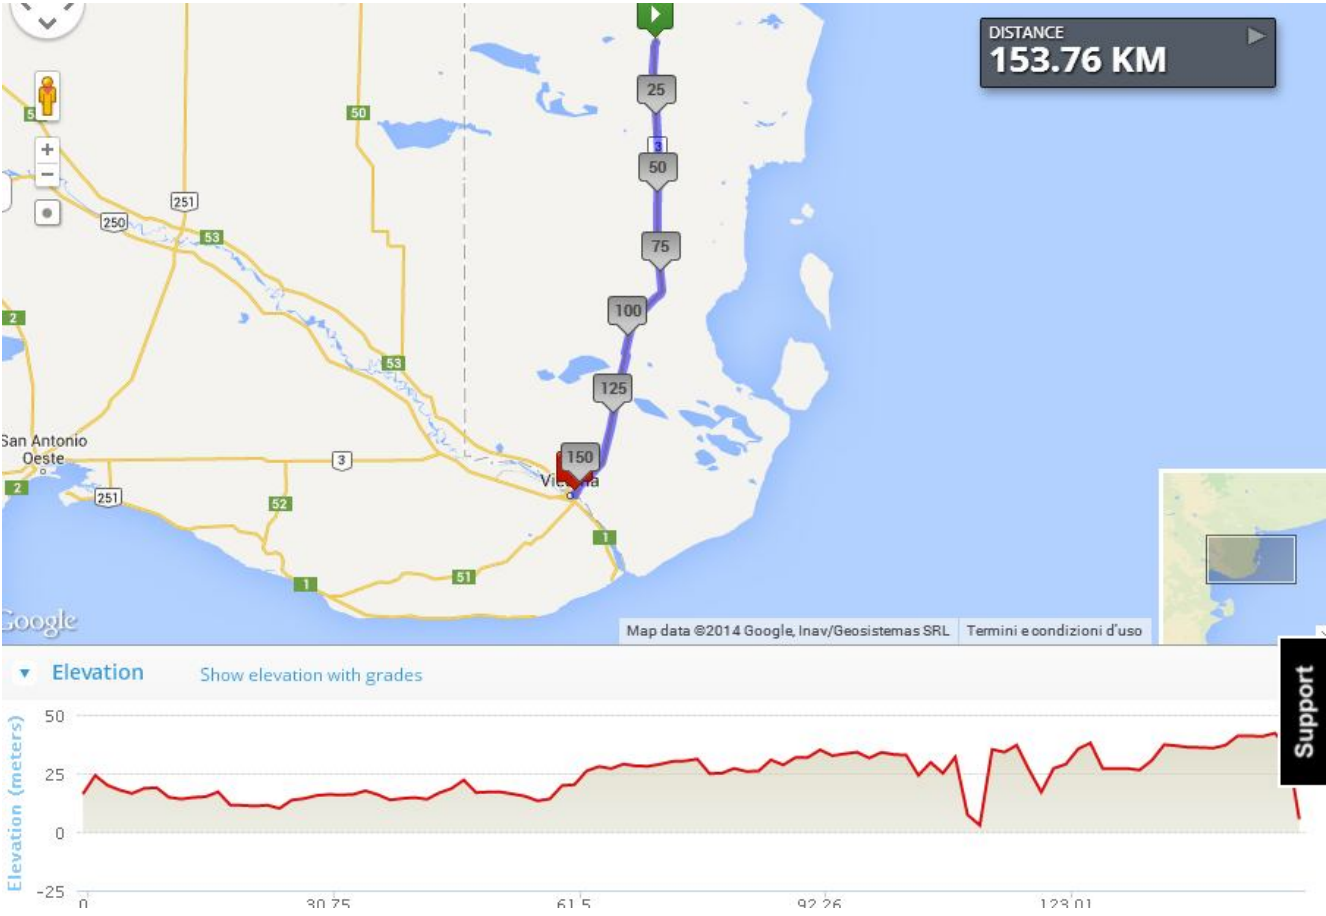 DISTANCE
153.76 KM
25
50
3
50
251
250
53
75
2
100
53
125
San Antonio
Oeste
3
150
2
251
52
1
51
1
Google
Map data ©2014 Google, Inav/Geosistemas SRL
Termini e condizioni d'uso
Elevation
Show elevation with grades
Support
Elevation (meters)
50
25
0
-25
0
30.75
61.5
92.26
123.01